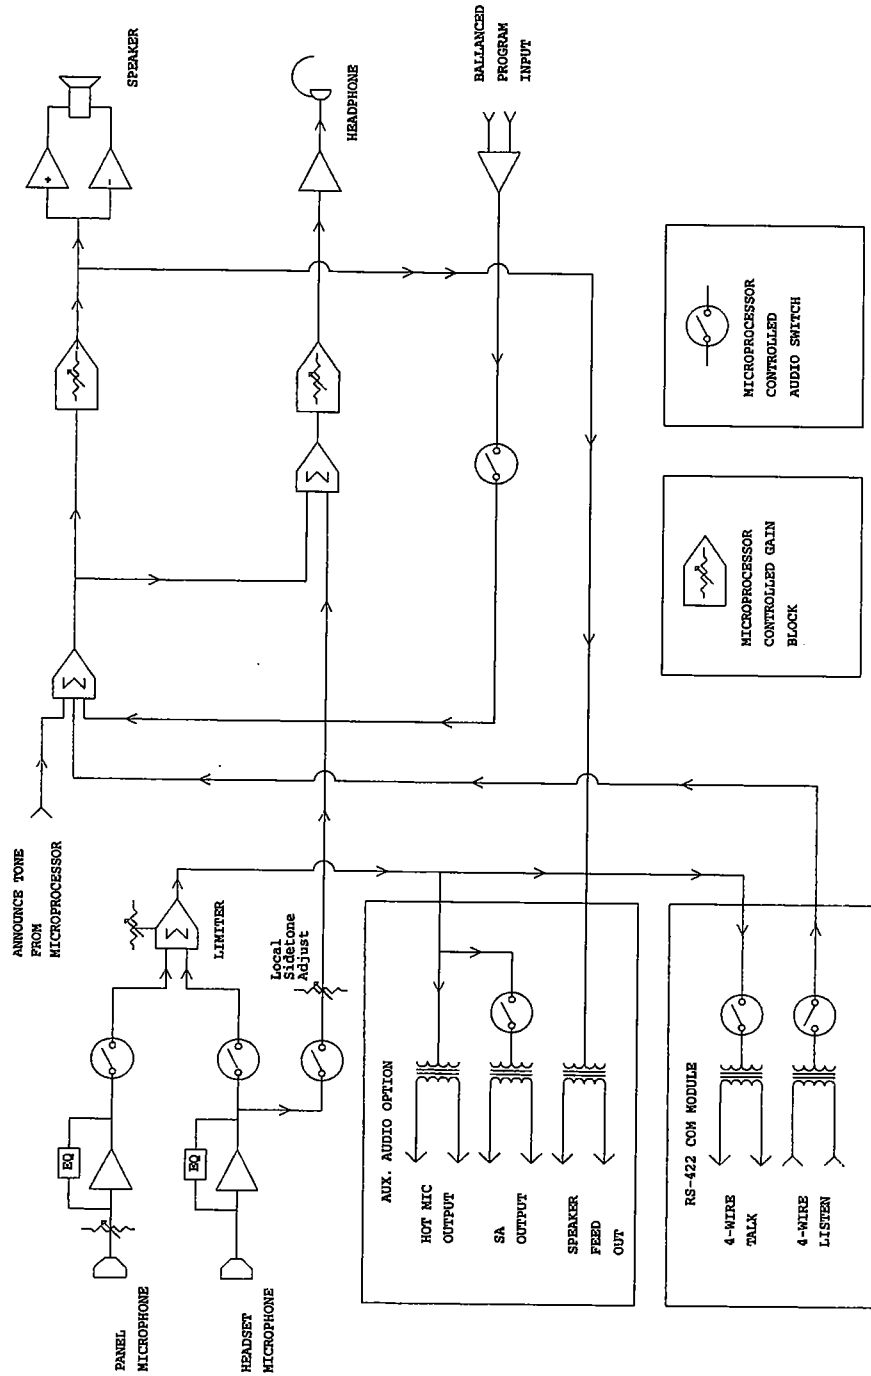 SPEAKER
HEADPHONE
BALLANCED
PROGRAM
INPUT
+
-
Σ
Σ
MICROPROCESSOR
CONTROLLED
AUDIO SWITCH
MICROPROCESSOR
CONTROLLED GAIN
BLOCK
ANNOUNCE TONE
FROM
MICROPROCESSOR
Σ
LIMITER
Local
Sidetone
Adjust
EQ
EQ
PANEL
MICROPHONE
HEADSET
MICROPHONE
AUX. AUDIO OPTION
HOT MIC
OUTPUT
SA
OUTPUT
SPEAKER
FEED
OUT
RS-422 COM MODULE
4-WIRE
TALK
4-WIRE
LISTEN